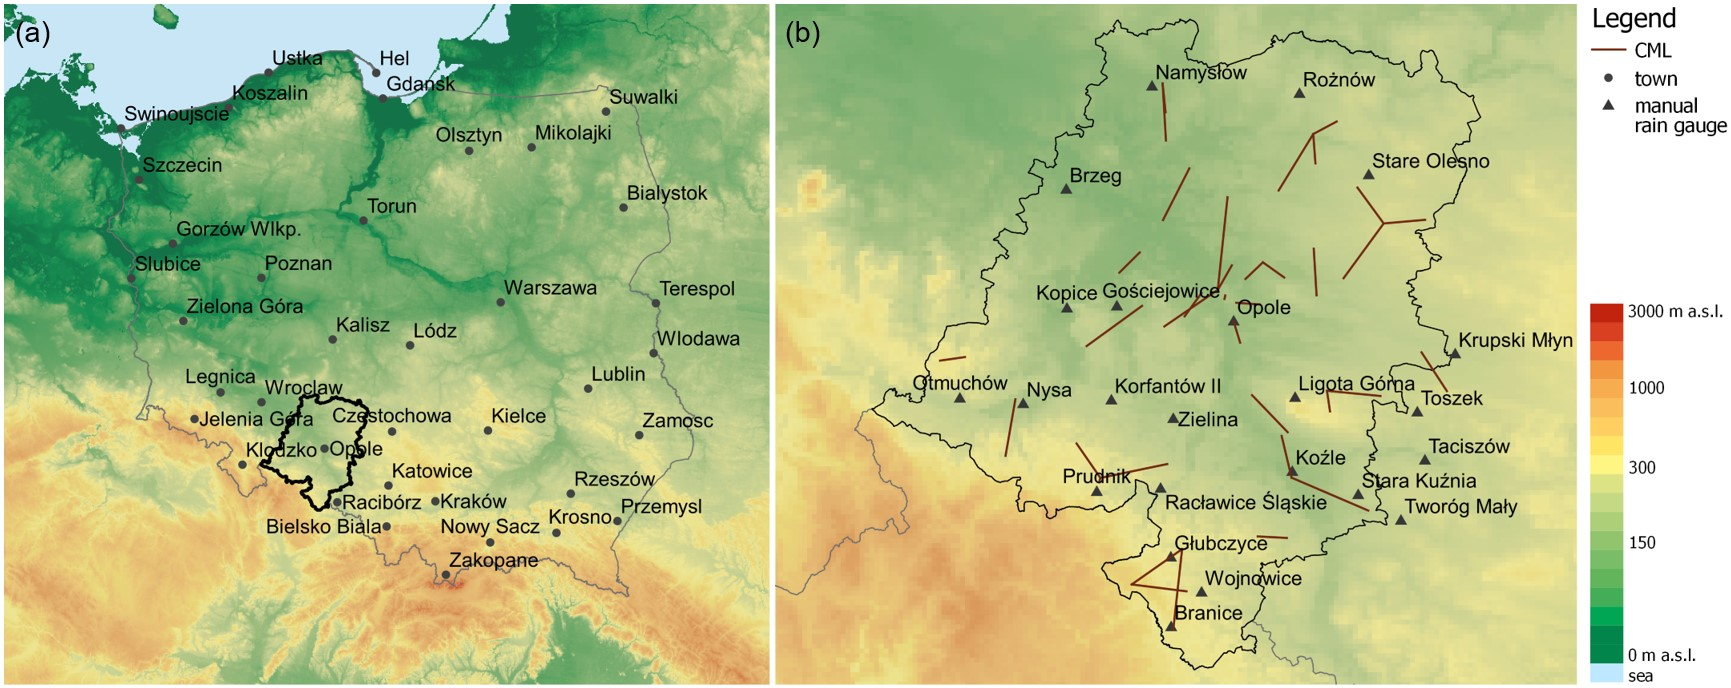 (a)
Ustka
Hel
Gdansk
Koszalin
Swinoujscie
Suwalki
Olsztyn
Mikolajki
Szczecin
Bialystok
Torun
Gorzów Wlkp.
Slubice
Poznan
Warszawa
Terespol
Zielona Góra
Kalisz
Lódz
Wlodawa
Legnica
Wroclaw
Lublin
Jelenia Góra
Częstochowa
Kielce
Zamosc
Klodzko
Opole
Katowice
Rzeszów
Racibórz
Kraków
Przemysl
Bielsko Biala
Nowy Sacz
Krosno
Zakopane
(b)
Namysłów
Rożnów
Stare Olesno
Brzeg
Kopice
Gościejowice
Opole
Krupski Młyn
Otmuchów
Nysa
Korfantów II
Ligota Górna
Toszek
Zielina
Taciszów
Koźle
Prudnik
Stara Kuźnia
Racławice Śląskie
Tworóg Mały
Głubczyce
Wojnowice
Branice
Legend
CML
town
manual
rain gauge
3000 m a.s.l.
1000
300
150
0 m a.s.l.
sea